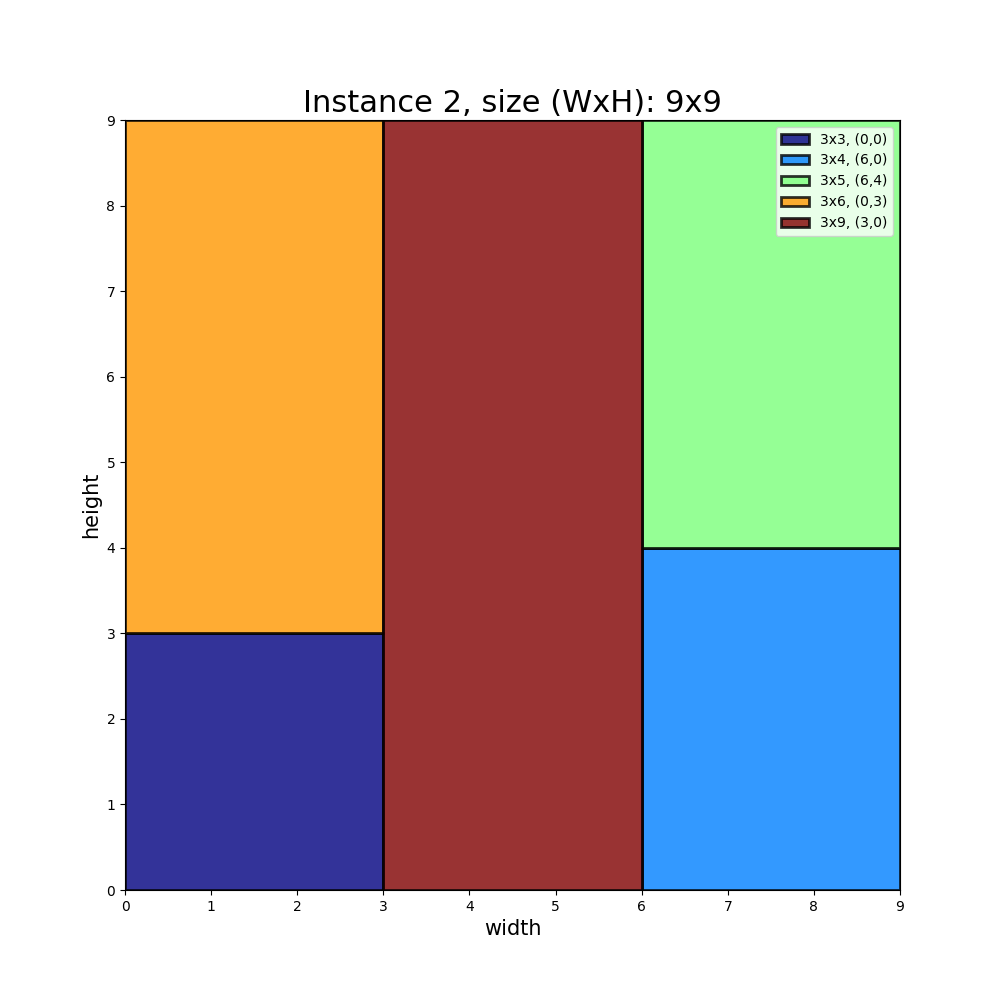 Instance 2, size (WxH): 9x9
3x3, (0,0)
3x4, (6,0)
3x5, (6,4)
3x6, (0,3)
3x9, (3,0)
9
8
7
6
5
4
3
2
1
0
height
0 1 2 3 4 5 6 7 8 9
width